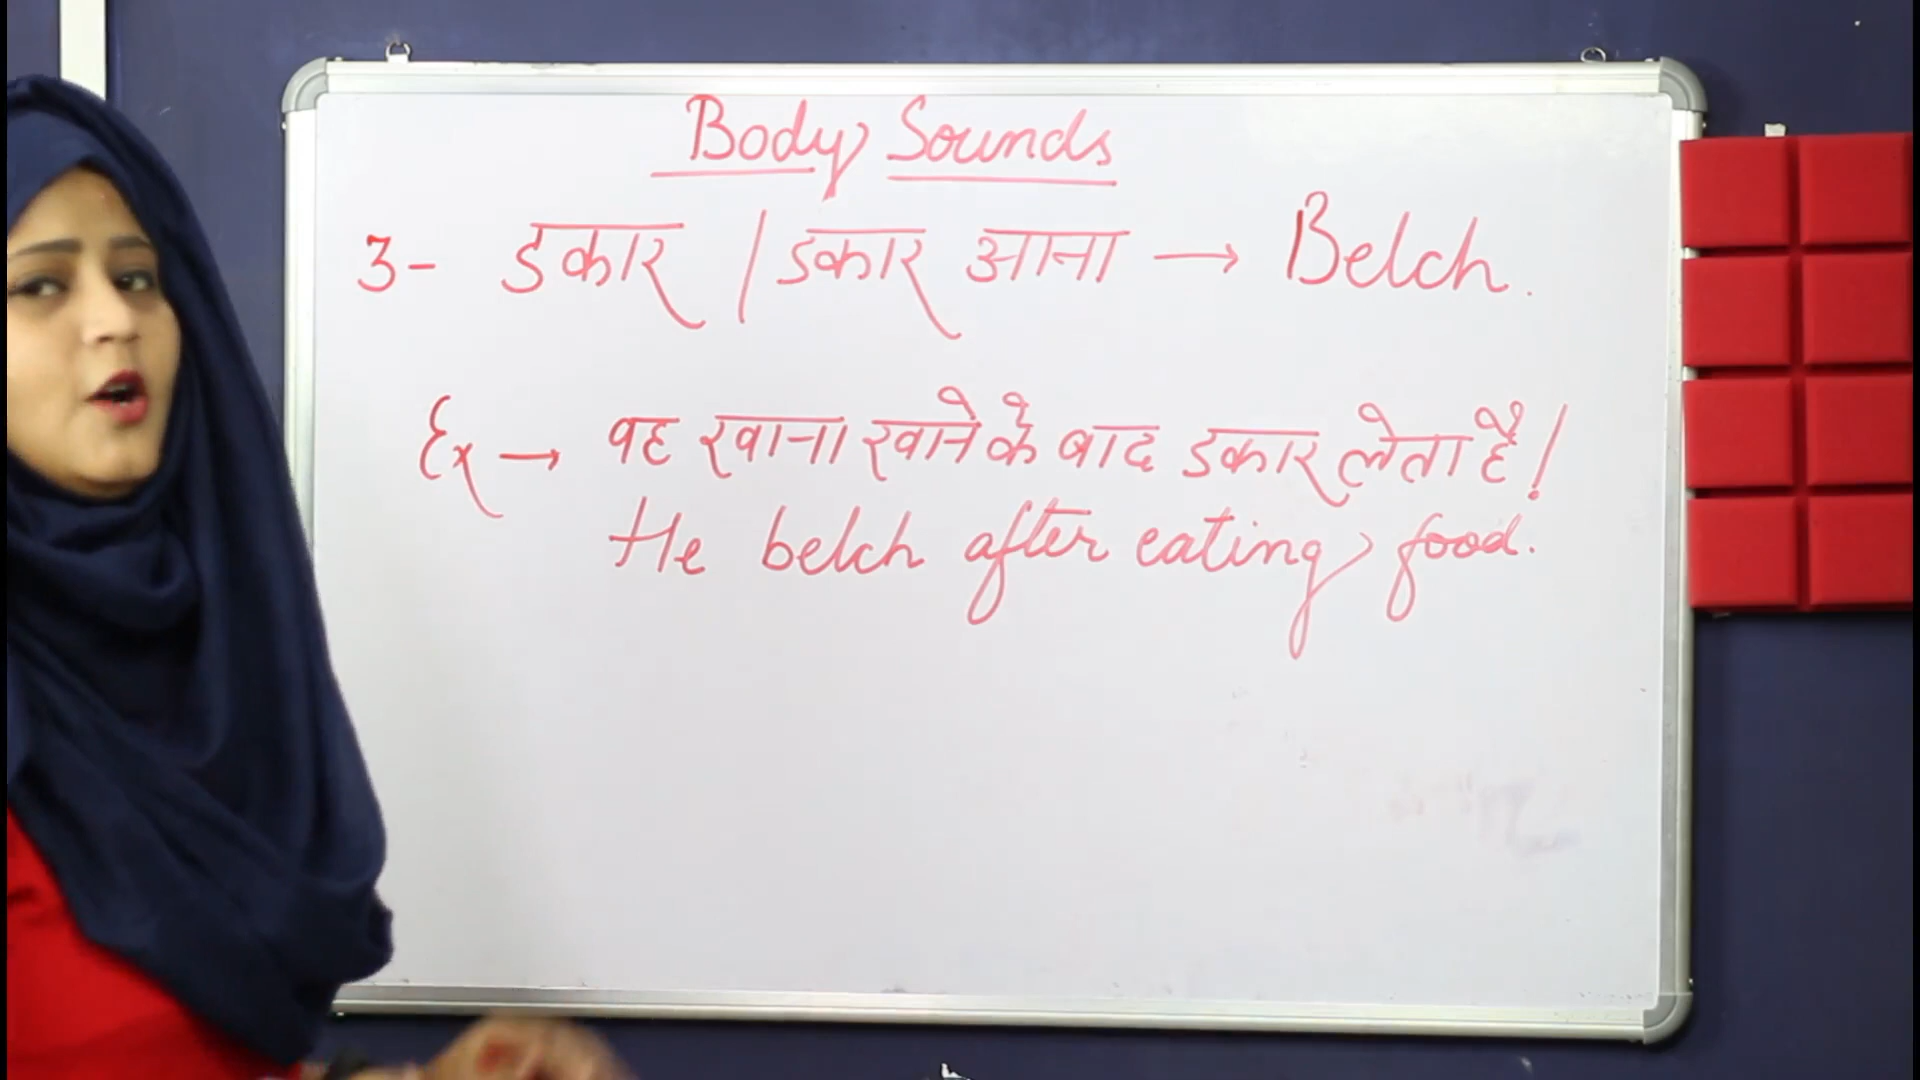 Body Sounds
3- डकार / डकार आना → Belch.
Ex → वह खाना खाने के बाद डकार लेता है!
He belch after eating food.